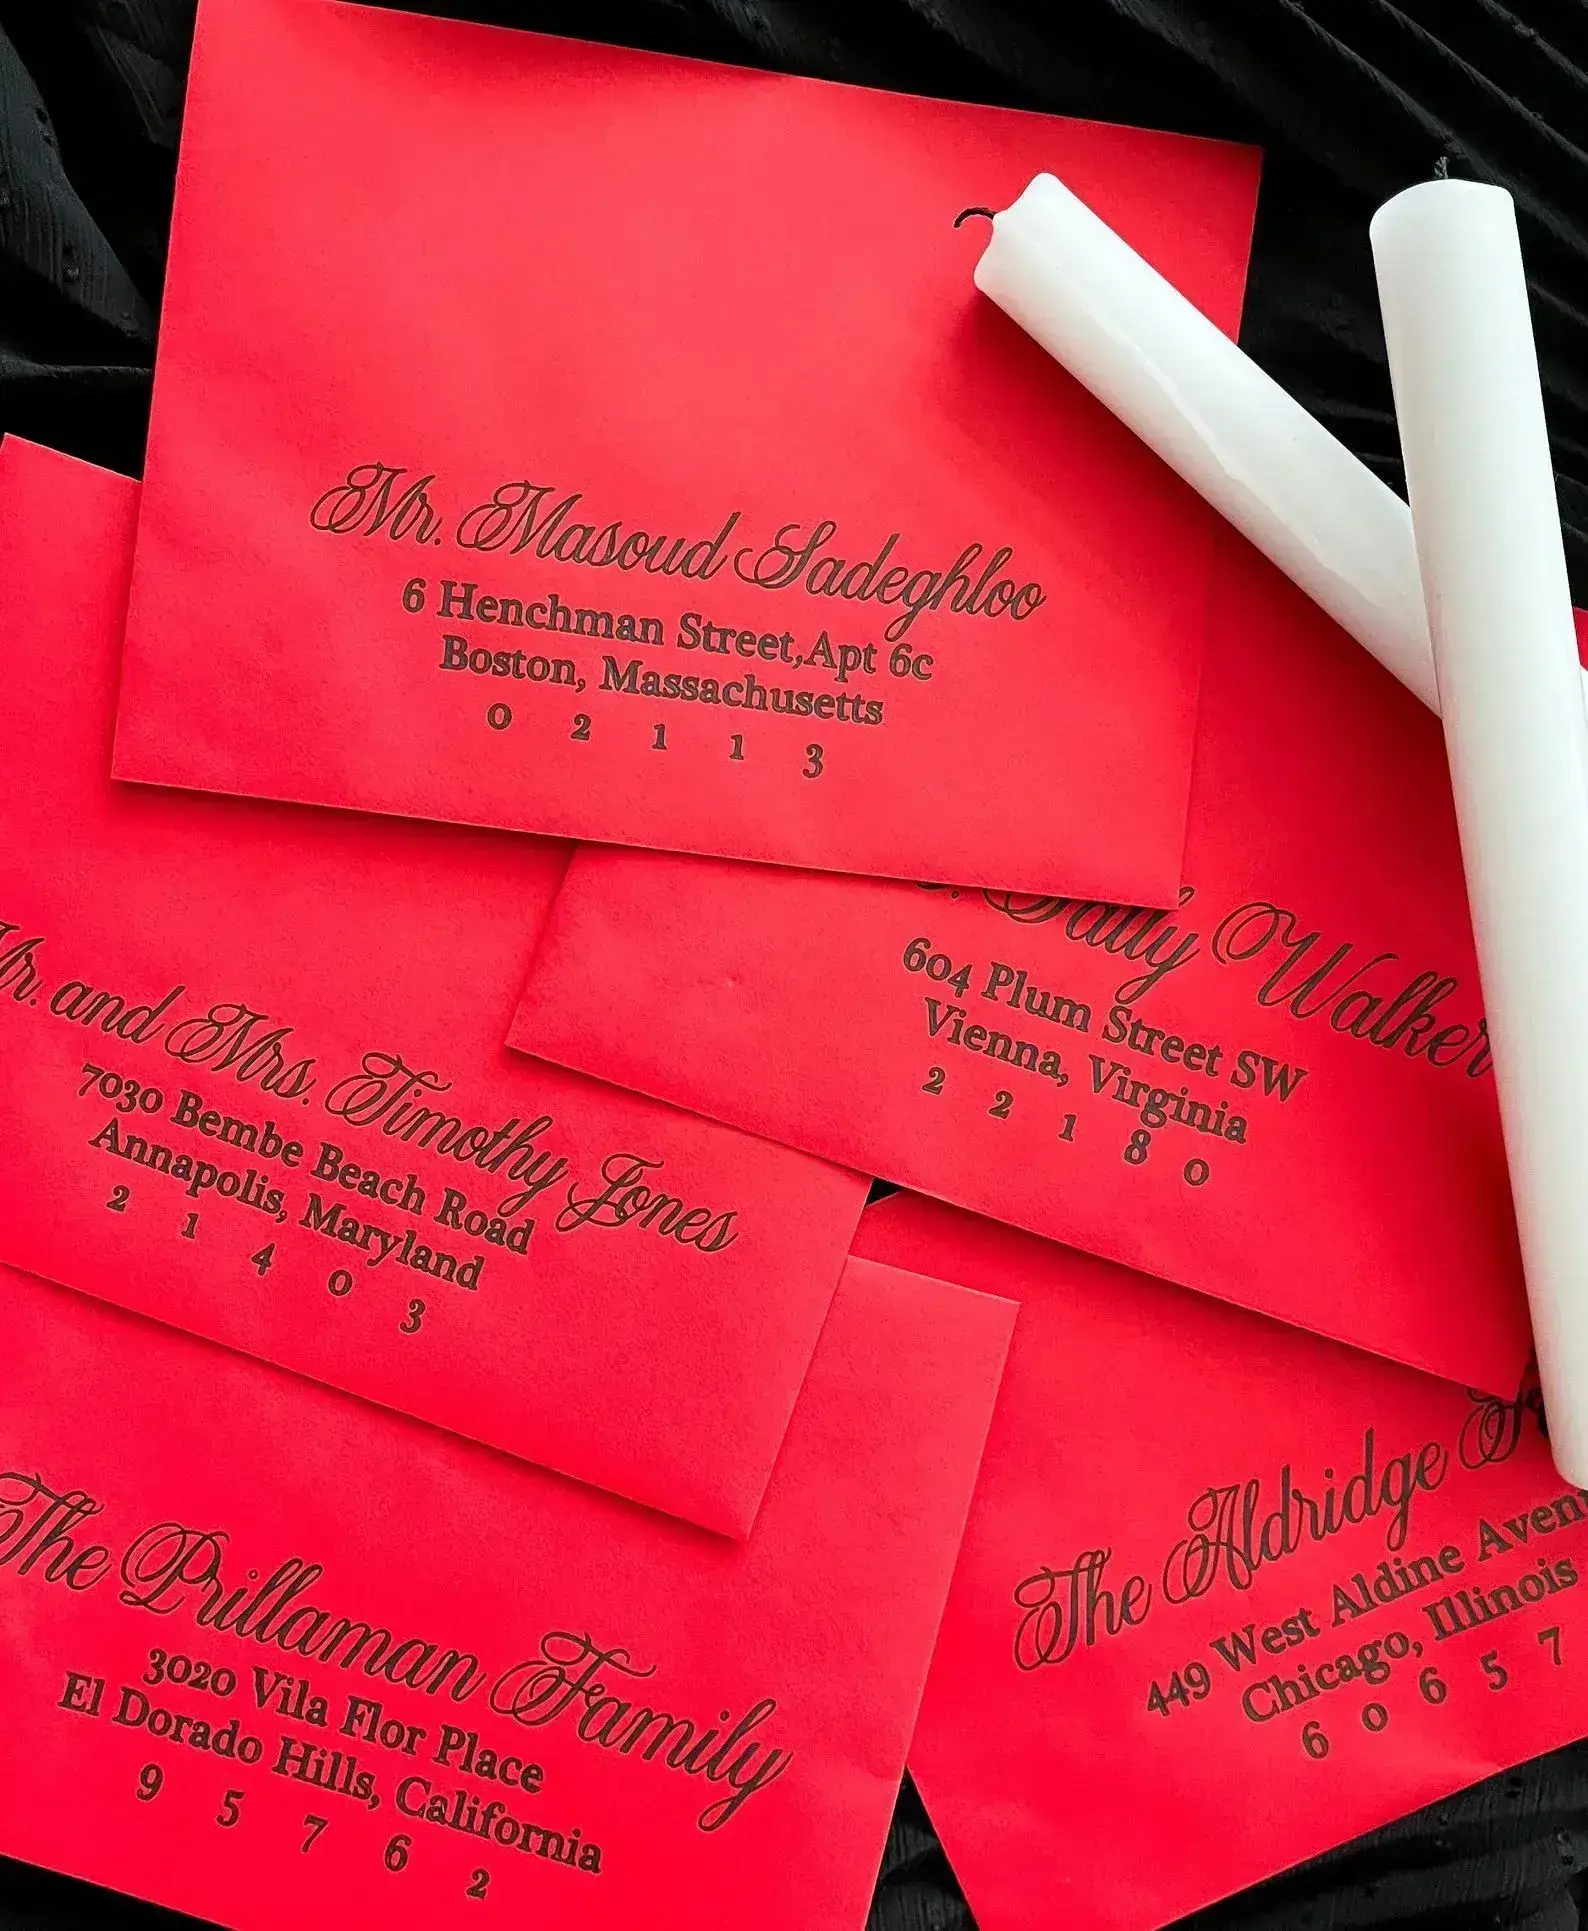 Mr. Masoud Sadeghloo
6 Henchman Street,Apt 6c
Boston, Massachusetts
0 2 1 1 3
Sally Walker
604 Plum Street SW
Vienna, Virginia
2 2 1 8 0
Mr. and Mrs. Timothy Jones
7030 Bembe Beach Road
Annapolis, Maryland
2 1 4 0 3
The Prillaman Family
3020 Vila Flor Place
El Dorado Hills, California
9 5 7 6 2
The Aldridge
449 West Aldine
Chicago, Illinois
6 0 6 5 7